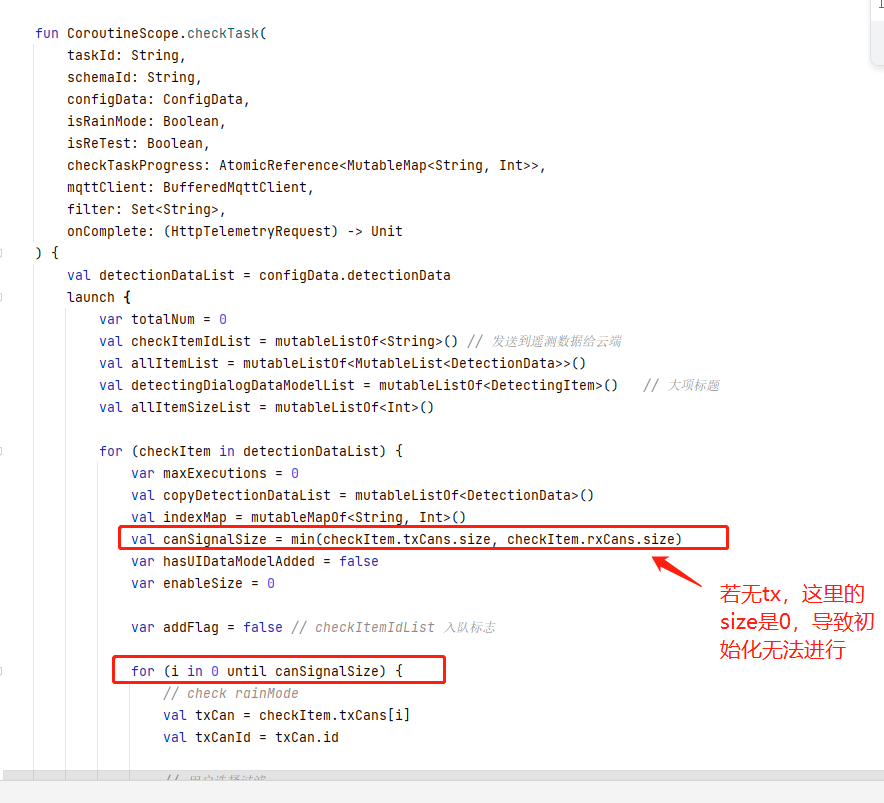 fun CoroutineScope.checkTask(
taskId: String,
schemaId: String,
configData: ConfigData,
isRainMode: Boolean,
isReTest: Boolean,
checkTaskProgress: AtomicReference<MutableMap<String, Int>>,
mqttClient: BufferedMqttClient,
filter: Set<String>,
onComplete: (HttpTelemetryRequest) -> Unit
) {
val detectionDataList = configData.detectionData
launch {
var totalNum = 0
val checkItemIdList = mutableListOf<String>() // 发送到遥测数据给云端
val allItemList = mutableListOf<MutableList<DetectionData>>()
val detectingDialogDataModelList = mutableListOf<DetectingItem>() // 大项标题
val allItemSizeList = mutableListOf<Int>()
for (checkItem in detectionDataList) {
var maxExecutions = 0
val copyDetectionDataList = mutableListOf<DetectionData>()
val indexMap = mutableMapOf<String, Int>()
val canSignalSize = min(checkItem.txCans.size, checkItem.rxCans.size)
var hasUIDataModelAdded = false
var enableSize = 0
若无tx，这里的
size是0，导致初
始化无法进行
var addFlag = false // checkItemIdList 入队标志
for (i in 0 until canSignalSize) {
// check rainMode
val txCan = checkItem.txCans[i]
val txCanId = txCan.id